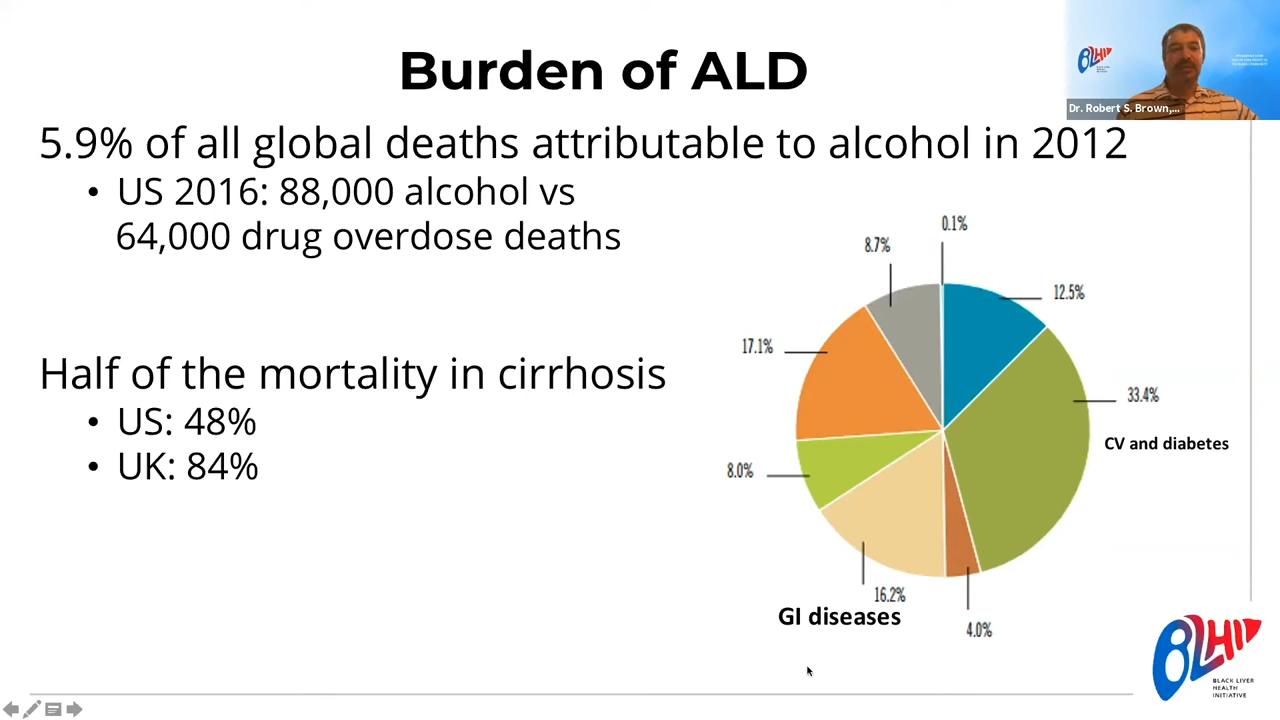 Burden of ALD
Dr. Robert S. Brown,...
5.9% of all global deaths attributable to alcohol in 2012
• US 2016: 88,000 alcohol vs
64,000 drug overdose deaths
Half of the mortality in cirrhosis
• US: 48%
• UK: 84%
0.1%
8.7%
12.5%
17.1%
33.4%
CV and diabetes
8.0%
16.2%
GI diseases
4.0%
BLHI
BLACK LIVER
HEALTH
INITIATIVE